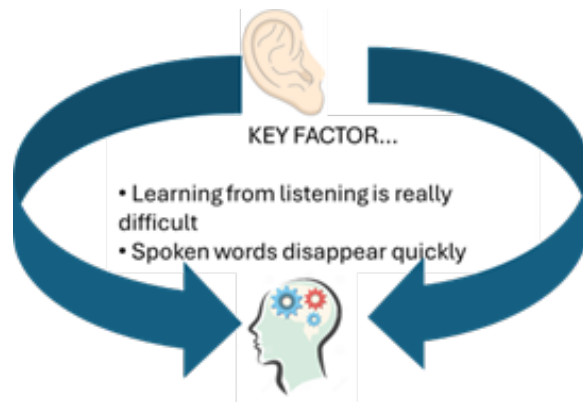 KEY FACTOR...
• Learning from listening is really
difficult
• Spoken words disappear quickly